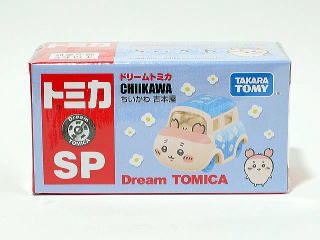 トミカ
Dream
TOMICA
SP
ドリームトミカ
CHIIKAWA
ちいかわ 古本屋
TAKARA
TOMY
Dream TOMICA